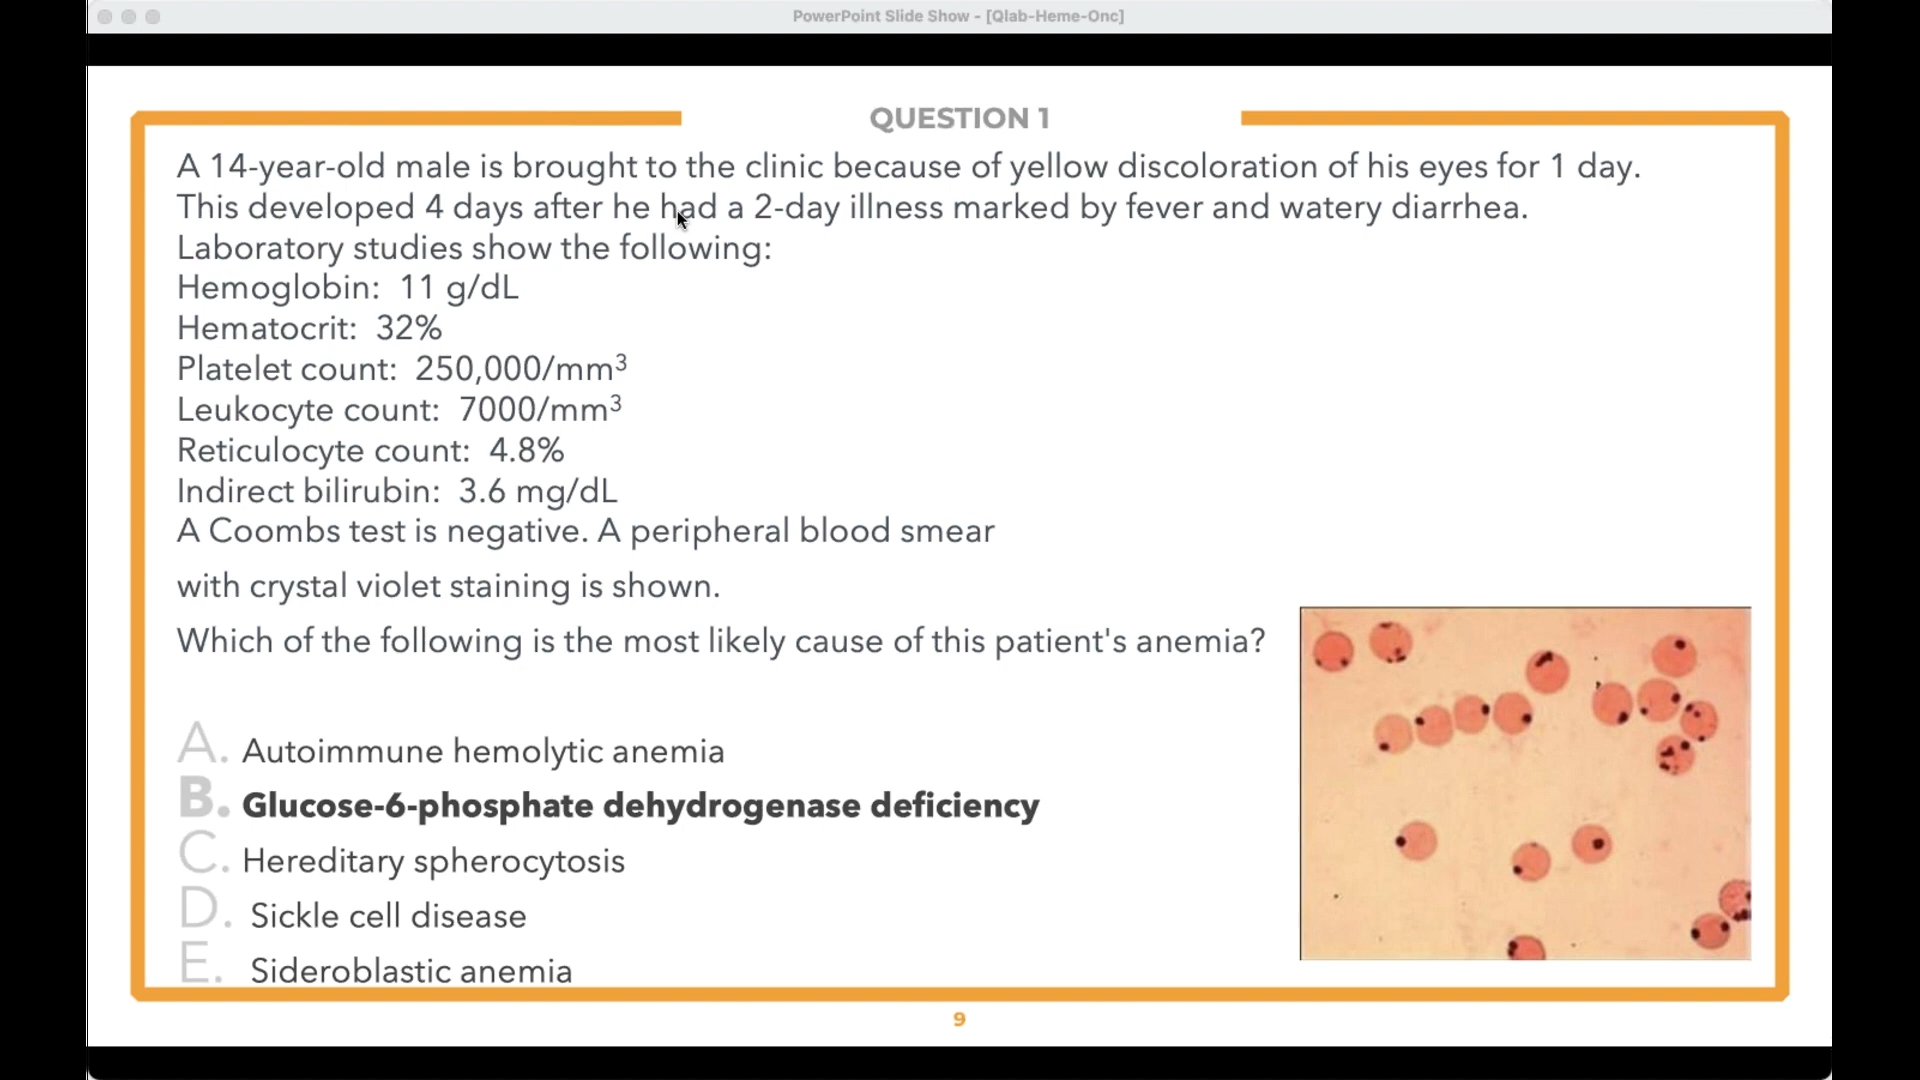 PowerPoint Slide Show - [Qlab-Heme-Onc]
QUESTION 1
A 14-year-old male is brought to the clinic because of yellow discoloration of his eyes for 1 day.
This developed 4 days after he had a 2-day illness marked by fever and watery diarrhea.
Laboratory studies show the following:
Hemoglobin: 11 g/dL
Hematocrit: 32%
Platelet count: 250,000/mm³
Leukocyte count: 7000/mm³
Reticulocyte count: 4.8%
Indirect bilirubin: 3.6 mg/dL
A Coombs test is negative. A peripheral blood smear
with crystal violet staining is shown.
Which of the following is the most likely cause of this patient's anemia?
A. Autoimmune hemolytic anemia
B. Glucose-6-phosphate dehydrogenase deficiency
C. Hereditary spherocytosis
D. Sickle cell disease
E. Sideroblastic anemia
9